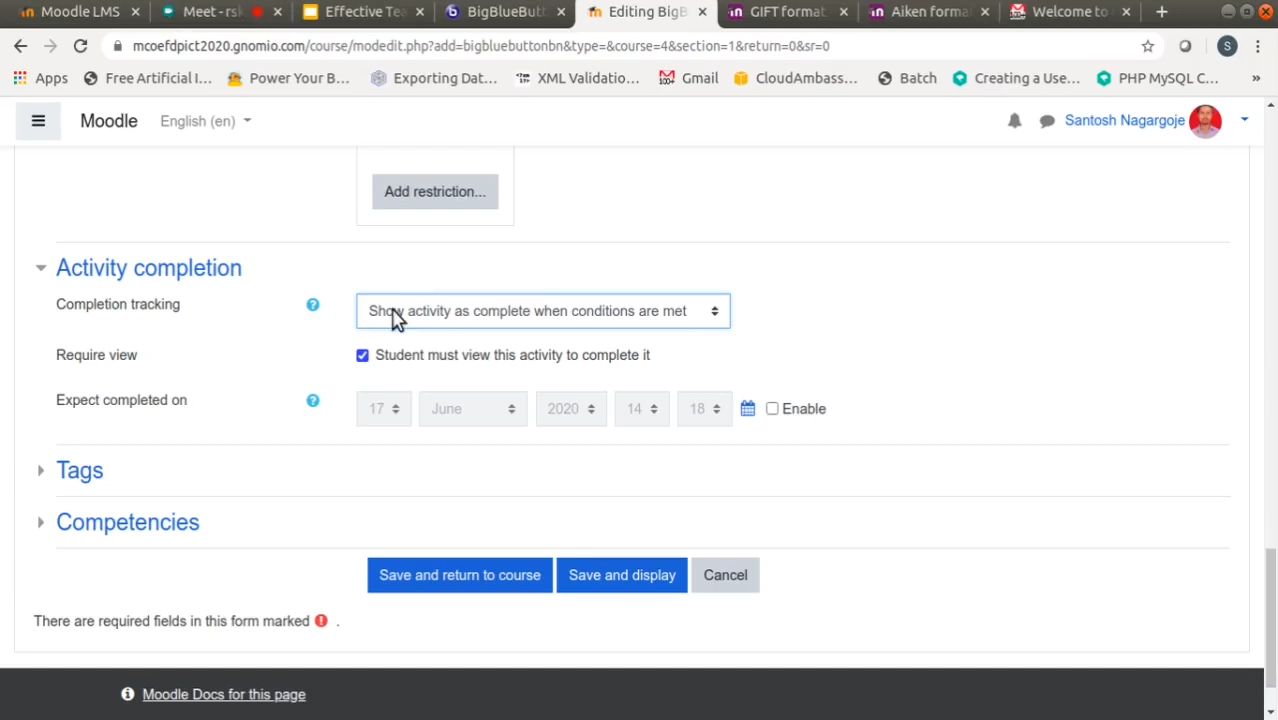 Moodle LMS
Meet - rsk
Effective Tea
BigBlueButt
Editing BigB
GIFT format
Aiken forma
Welcome to
mcoefdpict2020.gnomio.com/course/modedit.php?add=bigbluebuttonbn&type=&course=4&section=1&return=0&sr=0
S
Apps
Free Artificial I...
Power Your B...
Exporting Dat...
XML Validatio...
Gmail
CloudAmbass...
Batch
Creating a Use...
PHP MySQL C...
»
Moodle
English (en)
Santosh Nagargoje
Add restriction...
Activity completion
Completion tracking
Show activity as complete when conditions are met
Require view
Student must view this activity to complete it
Expect completed on
17 June 2020 14 18 Enable
Tags
Competencies
Save and return to course
Save and display
Cancel
There are required fields in this form marked .
Moodle Docs for this page